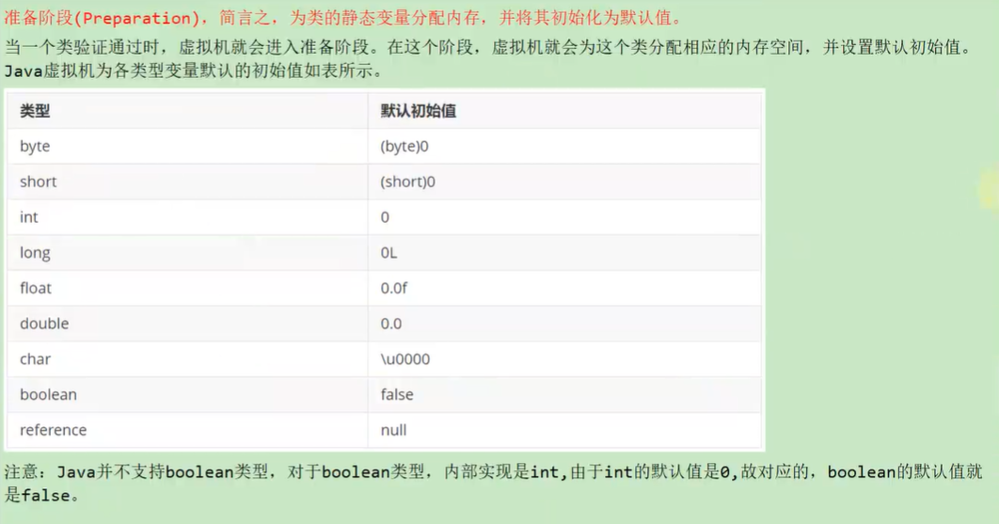 准备阶段(Preparation)，简言之，为类的静态变量分配内存，并将其初始化为默认值。
当一个类验证通过时，虚拟机就会进入准备阶段。在这个阶段，虚拟机就会为这个类分配相应的内存空间，并设置默认初始值。
Java虚拟机为各类型变量默认的初始值如表所示。
类型 默认初始值
byte (byte)0
short (short)0
int 0
long 0L
float 0.0f
double 0.0
char \u0000
boolean false
reference null
注意：Java并不支持boolean类型，对于boolean类型，内部实现是int,由于int的默认值是0,故对应的，boolean的默认值就
是false。